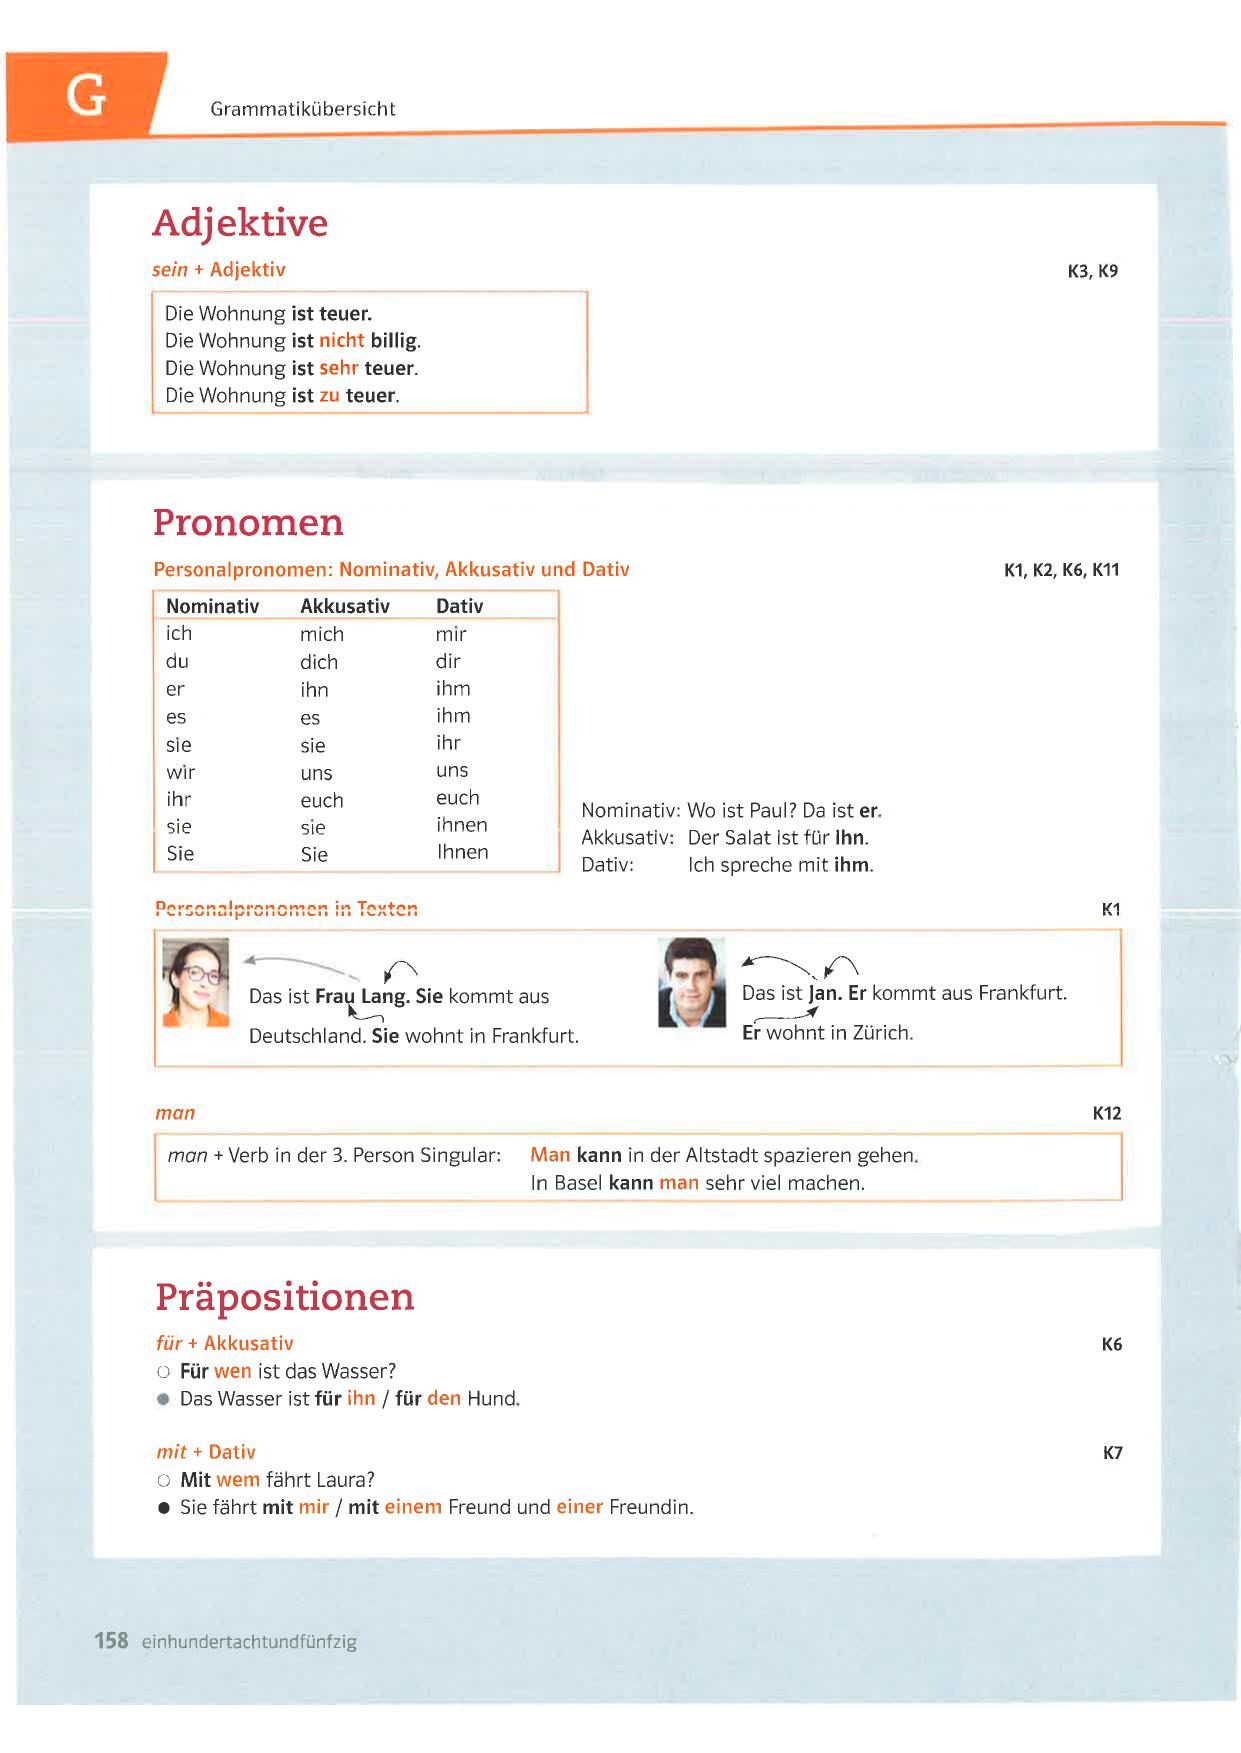 G
Grammatikübersicht
Adjektive
sein + Adjektiv K3, K9
Die Wohnung ist teuer.
Die Wohnung ist nicht billig.
Die Wohnung ist sehr teuer.
Die Wohnung ist zu teuer.
Pronomen
Personalpronomen: Nominativ, Akkusativ und Dativ K1, K2, K6, K11
Nominativ Akkusativ Dativ
ich mich mir
du dich dir
er ihn ihm
es es ihm
sie sie ihr
wir uns uns
ihr euch euch
sie sie ihnen
Sie Sie Ihnen
Nominativ: Wo ist Paul? Da ist er.
Akkusativ: Der Salat ist für ihn.
Dativ: Ich spreche mit ihm.
Personalpronomen in Texten K1
Das ist Frau Lang. Sie kommt aus
Deutschland. Sie wohnt in Frankfurt.
Das ist Jan. Er kommt aus Frankfurt.
Er wohnt in Zürich.
man K12
man + Verb in der 3. Person Singular: Man kann in der Altstadt spazieren gehen.
In Basel kann man sehr viel machen.
Präpositionen
für + Akkusativ K6
○ Für wen ist das Wasser?
● Das Wasser ist für ihn / für den Hund.
mit + Dativ K7
○ Mit wem fährt Laura?
● Sie fährt mit mir / mit einem Freund und einer Freundin.
158 einhundertachtundfünfzig